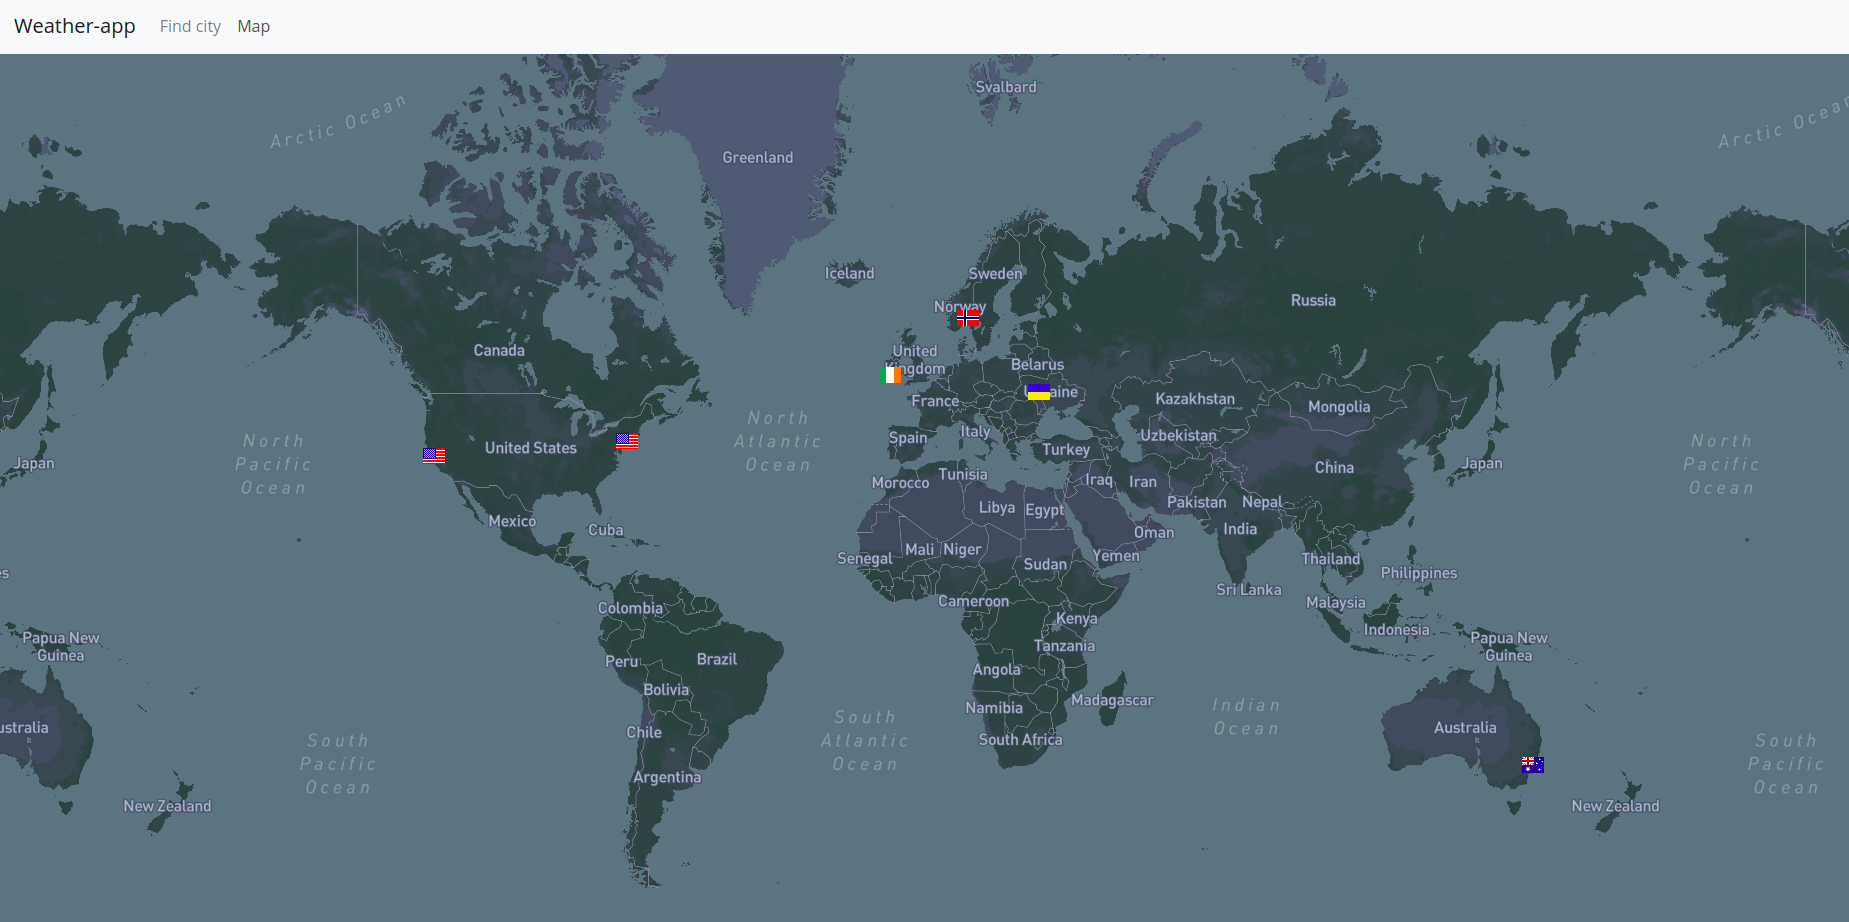 Weather-app Find city Map
Svalbard
Arctic Ocean
Arctic Ocean
Greenland
Iceland
Sweden
Norway
Russia
Canada
United
Kingdom
Belarus
Ukraine
France
Kazakhstan
Mongolia
North
Pacific
Ocean
United States
North
Atlantic
Ocean
Spain
Italy
Turkey
Uzbekistan
North
Pacific
Ocean
Japan
Japan
China
Morocco
Tunisia
Iraq
Iran
Libya
Egypt
Pakistan
Nepal
Mexico
Cuba
India
Oman
Mali
Niger
Senegal
Yemen
Sudan
Thailand
Philippines
es
Sri Lanka
Colombia
Cameroon
Malaysia
Kenya
Indonesia
Papua New
Guinea
Papua New
Guinea
Tanzania
Peru
Brazil
Angola
Bolivia
Madagascar
Namibia
Indian
Ocean
South
Atlantic
Ocean
ustralia
Australia
Chile
South Africa
South
Pacific
Ocean
South
Pacific
Ocean
Argentina
New Zealand
New Zealand